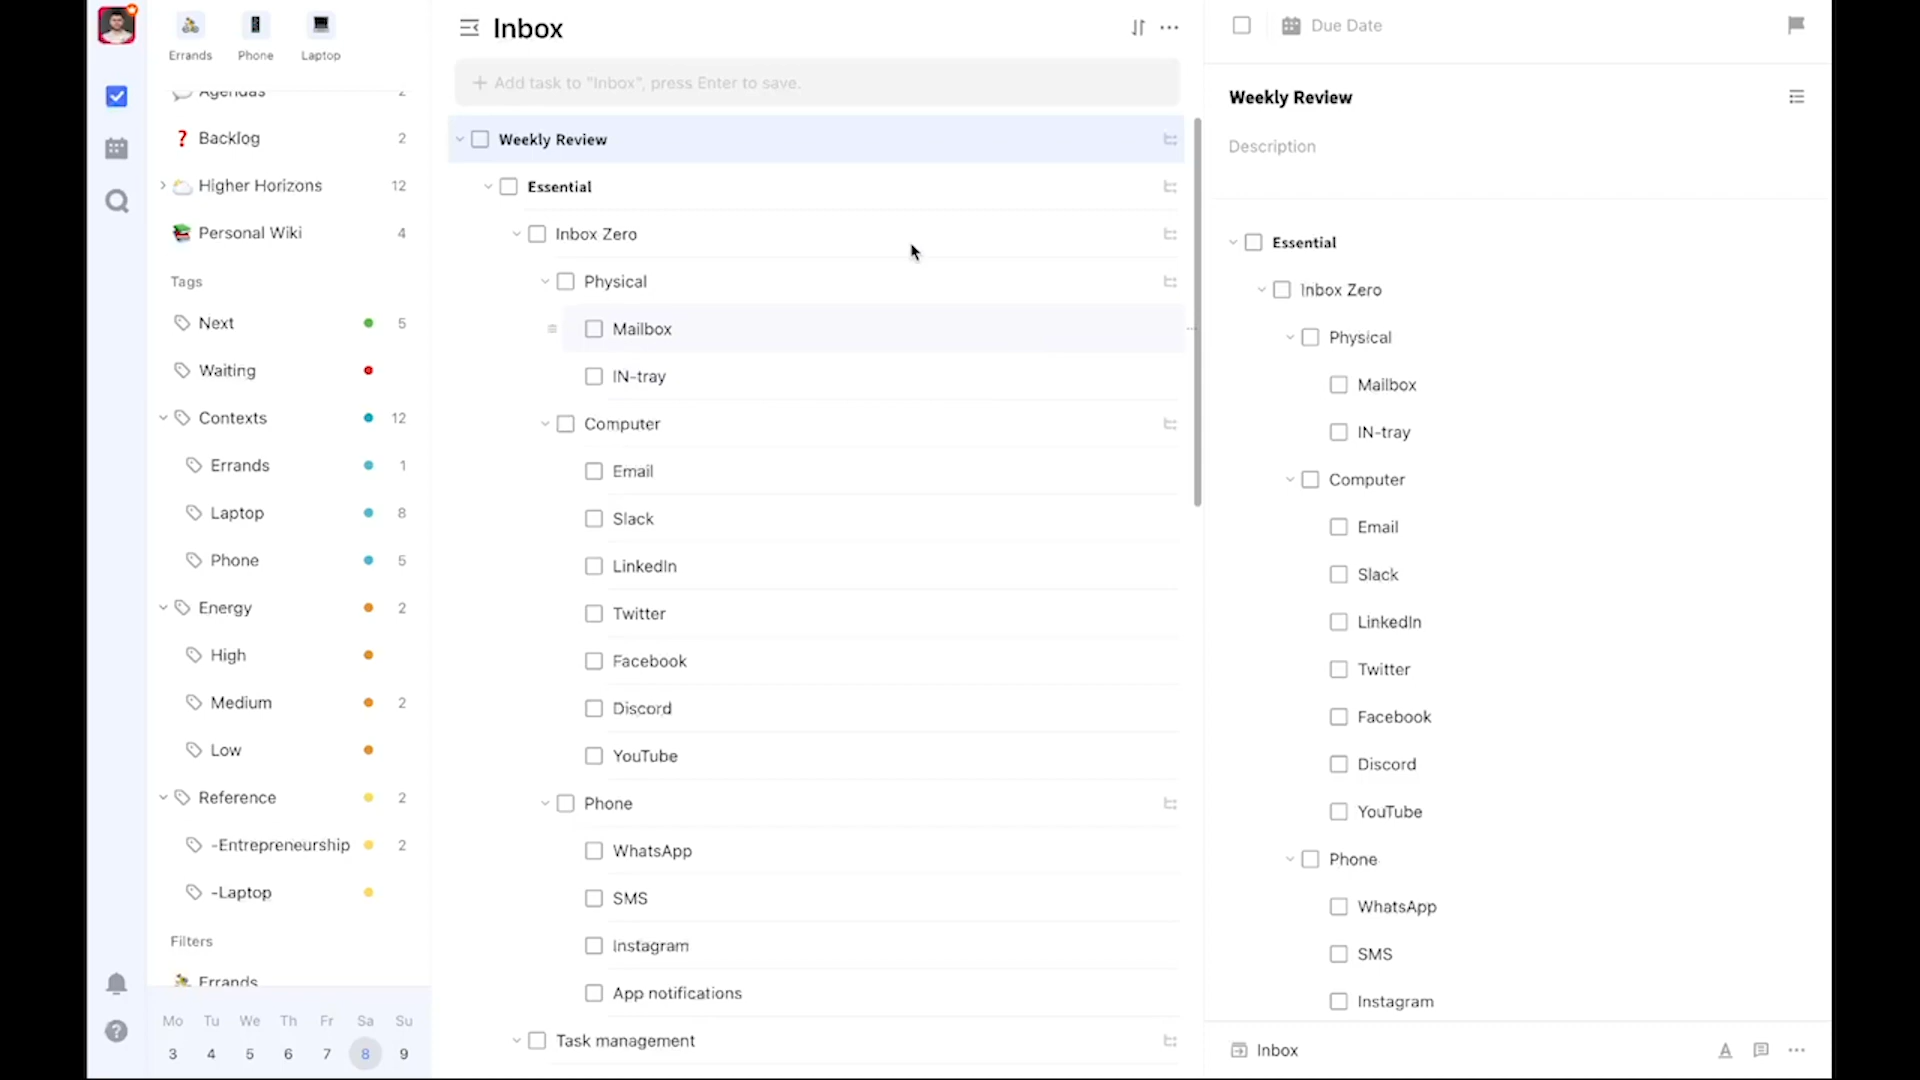 Errands
Phone
Laptop
Agendas 2
Backlog 2
Higher Horizons 12
Personal Wiki 4
Tags
Next 5
Waiting
Contexts 12
Errands 1
Laptop 8
Phone 5
Energy 2
High
Medium 2
Low
Reference 2
-Entrepreneurship 2
-Laptop
Filters
Errands
Mo Tu We Th Fr Sa Su
3 4 5 6 7 8 9
Inbox
+ Add task to "Inbox", press Enter to save.
Weekly Review
Essential
Inbox Zero
Physical
Mailbox
IN-tray
Computer
Email
Slack
LinkedIn
Twitter
Facebook
Discord
YouTube
Phone
WhatsApp
SMS
Instagram
App notifications
Task management
Due Date
Weekly Review
Description
Essential
Inbox Zero
Physical
Mailbox
IN-tray
Computer
Email
Slack
LinkedIn
Twitter
Facebook
Discord
YouTube
Phone
WhatsApp
SMS
Instagram
Inbox